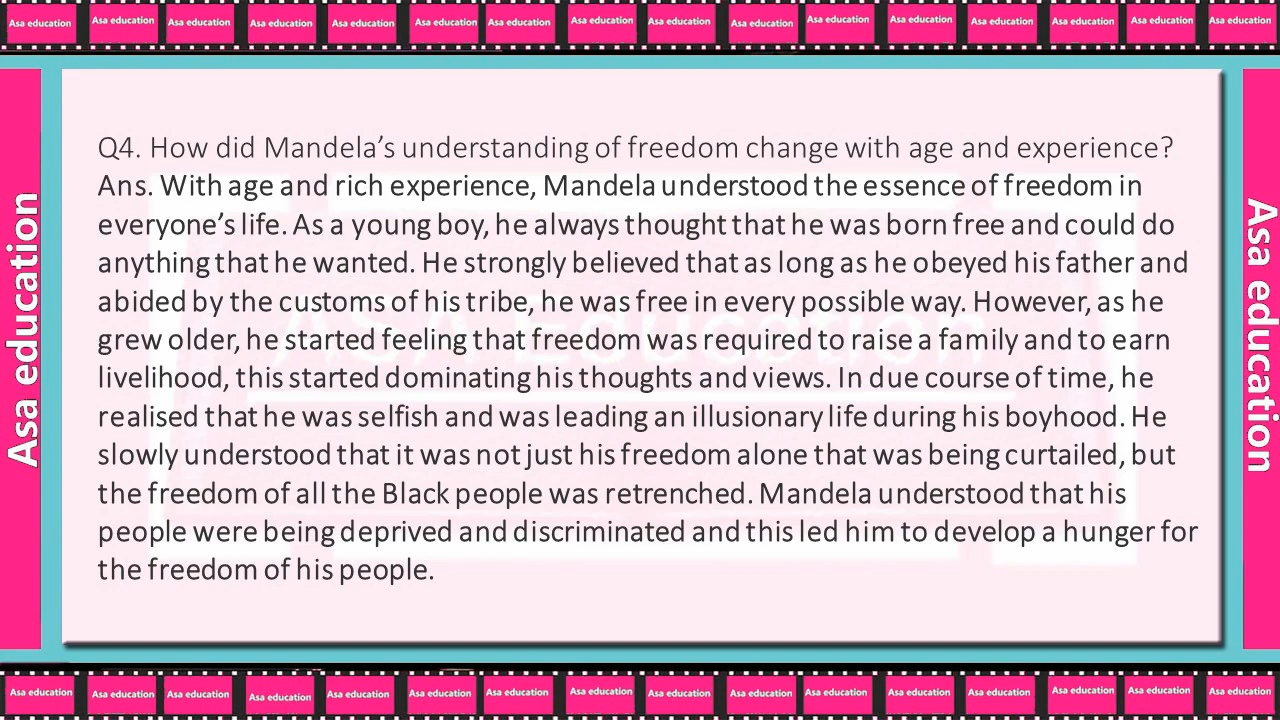 Asa education Asa education Asa education Asa education Asa education Asa education Asa education Asa education Asa education Asa education Asa education Asa education Asa education Asa education Asa education Asa education
Asa education
Q4. How did Mandela’s understanding of freedom change with age and experience?
Ans. With age and rich experience, Mandela understood the essence of freedom in
everyone’s life. As a young boy, he always thought that he was born free and could do
anything that he wanted. He strongly believed that as long as he obeyed his father and
abided by the customs of his tribe, he was free in every possible way. However, as he
grew older, he started feeling that freedom was required to raise a family and to earn
livelihood, this started dominating his thoughts and views. In due course of time, he
realised that he was selfish and was leading an illusionary life during his boyhood. He
slowly understood that it was not just his freedom alone that was being curtailed, but
the freedom of all the Black people was retrenched. Mandela understood that his
people were being deprived and discriminated and this led him to develop a hunger for
the freedom of his people.
ASA Education
Asa education
Asa education Asa education Asa education Asa education Asa education Asa education Asa education Asa education Asa education Asa education Asa education Asa education Asa education Asa education Asa education Asa education